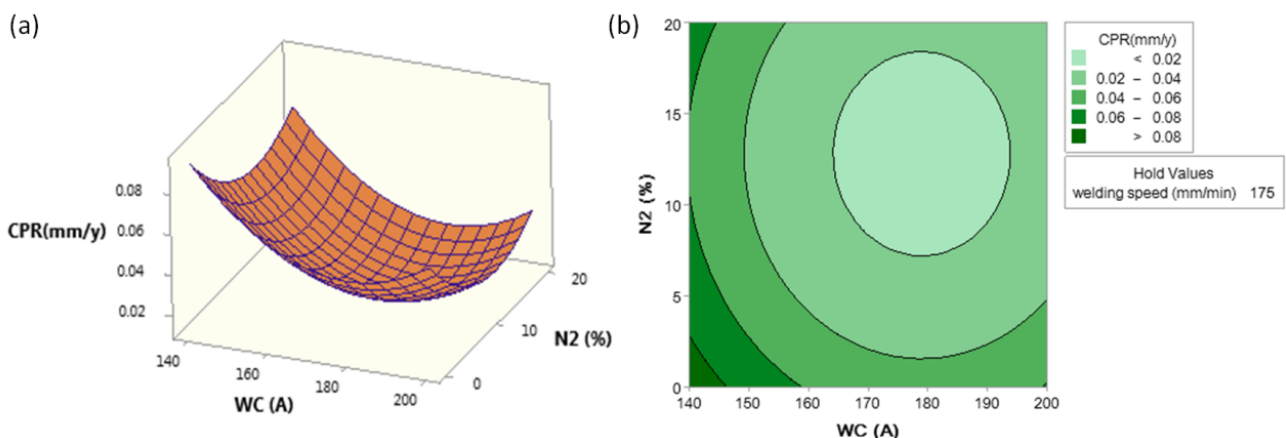 (a)
0.08
0.06
0.04
0.02
CPR(mm/y)
140
160
180
200
WC (A)
0
10
20
N2 (%)
(b)
20
15
10
5
0
N2 (%)
140
150
160
170
180
190
200
WC (A)
CPR(mm/y)
< 0.02
0.02 – 0.04
0.04 – 0.06
0.06 – 0.08
> 0.08
Hold Values
welding speed (mm/min) 175